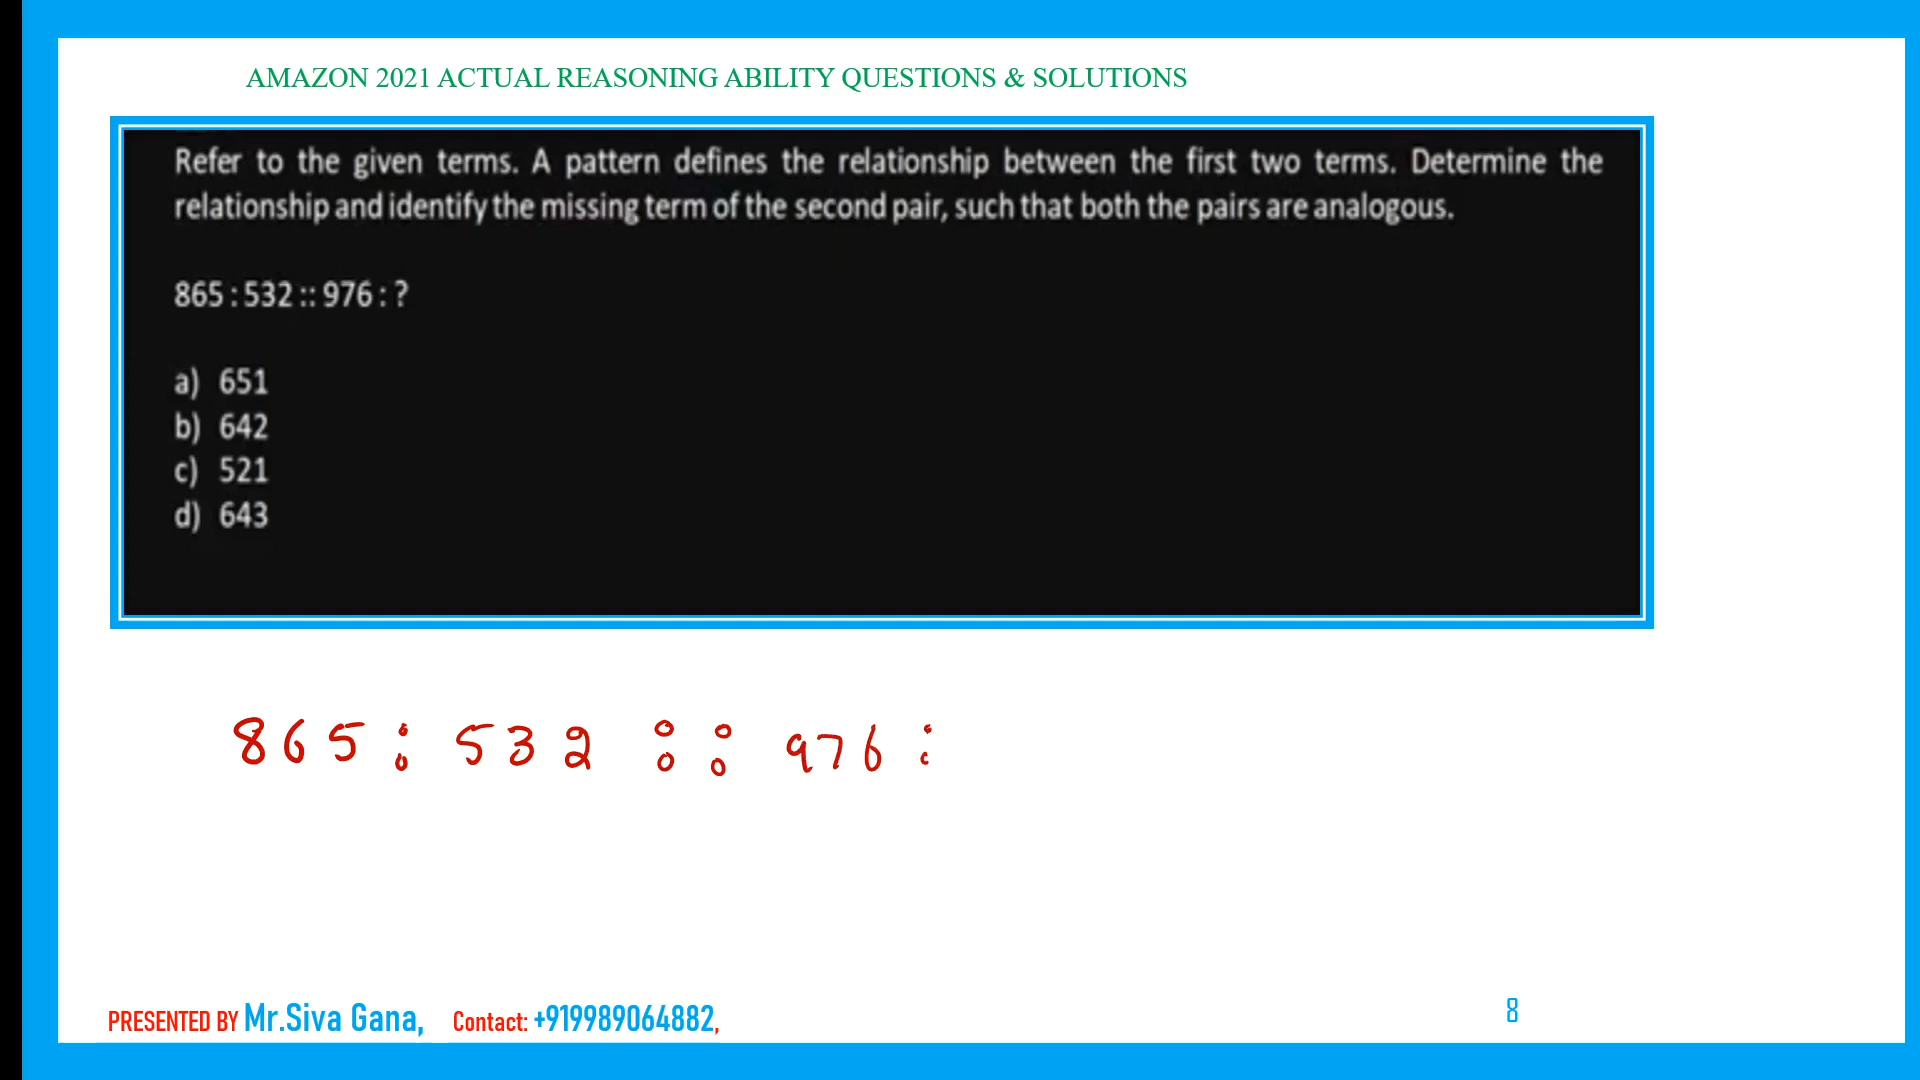 AMAZON 2021 ACTUAL REASONING ABILITY QUESTIONS & SOLUTIONS
Refer to the given terms. A pattern defines the relationship between the first two terms. Determine the
relationship and identify the missing term of the second pair, such that both the pairs are analogous.
865 : 532 :: 976 : ?
a) 651
b) 642
c) 521
d) 643
865 : 532 :: 976 :
PRESENTED BY Mr.Siva Gana, Contact: +919989064882,
8